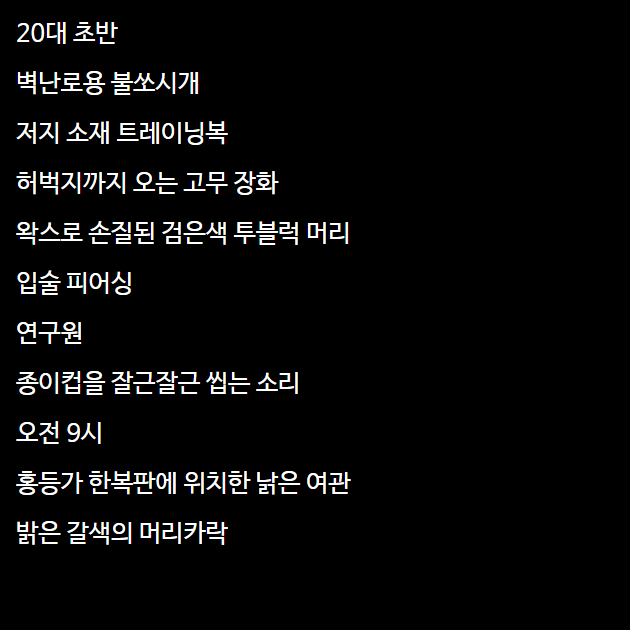 20대 초반
벽난로용 불쏘시개
저지 소재 트레이닝복
허벅지까지 오는 고무 장화
왁스로 손질된 검은색 투블럭 머리
입술 피어싱
연구원
종이컵을 잘근잘근 씹는 소리
오전 9시
홍등가 한복판에 위치한 낡은 여관
밝은 갈색의 머리카락